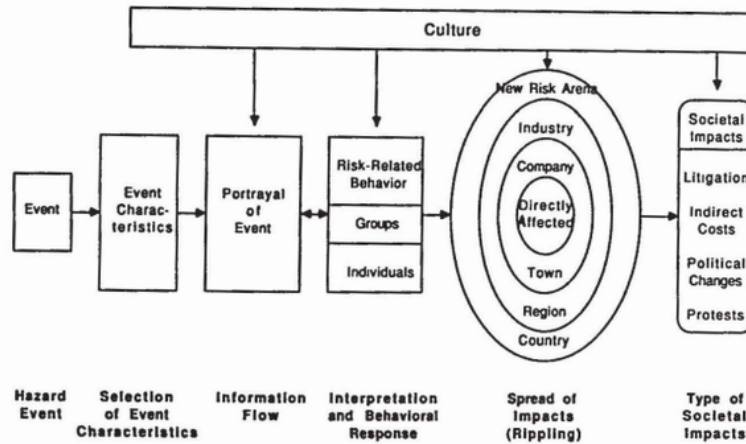 Culture
Event
Event
Charac-
teristics
Portrayal
of
Event
Risk-Related
Behavior
Groups
Individuals
New Risk Arena
Industry
Company
Directly
Affected
Town
Region
Country
Societal
Impacts
Litigation
Indirect
Costs
Political
Changes
Protests
Hazard
Event
Selection
of Event
Characteristics
Information
Flow
Interpretation
and Behavioral
Response
Spread of
Impacts
(Rippling)
Type of
Societal
Impacts